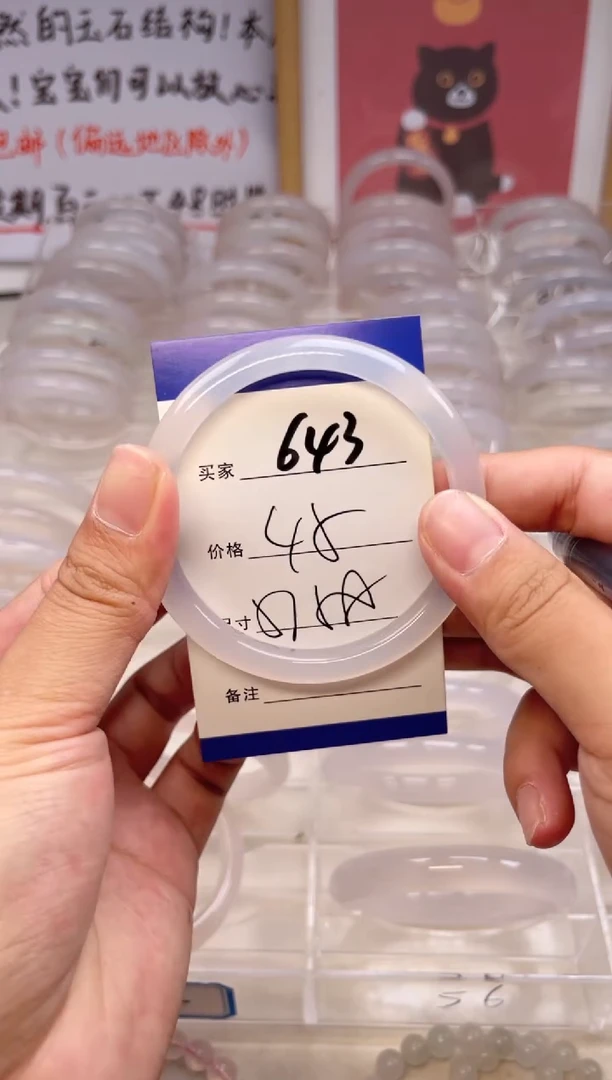 然的玉石结构！本
！宝宝们可以放心
包邮（偏远地区除外）
买家 643
价格 48
尺寸
备注
56